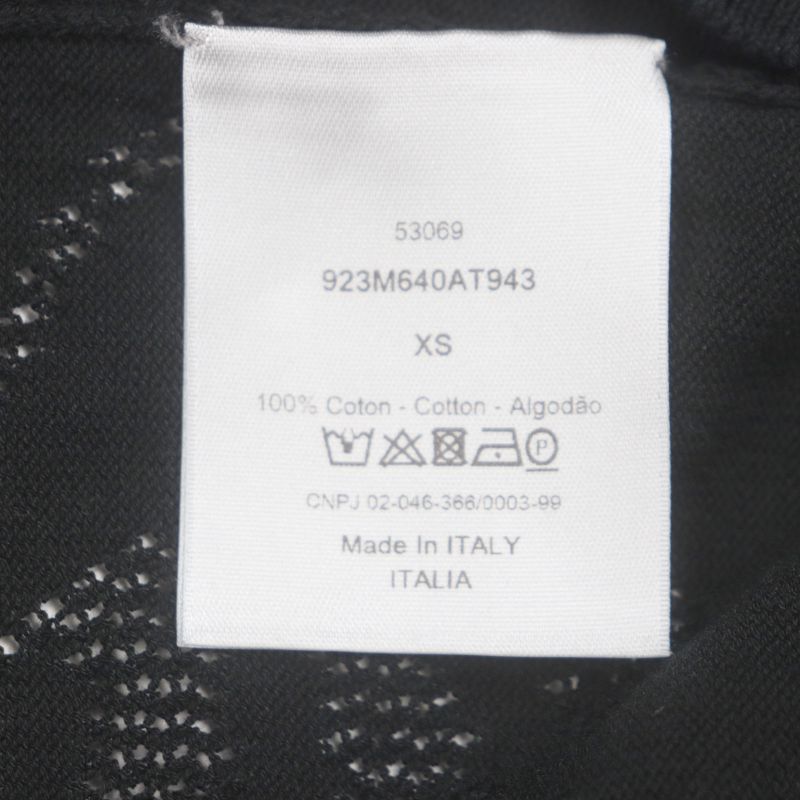 53069
923M640AT943
XS
100% Coton - Cotton - Algodão
P
CNPJ 02-046-366/0003-99
Made In ITALY
ITALIA